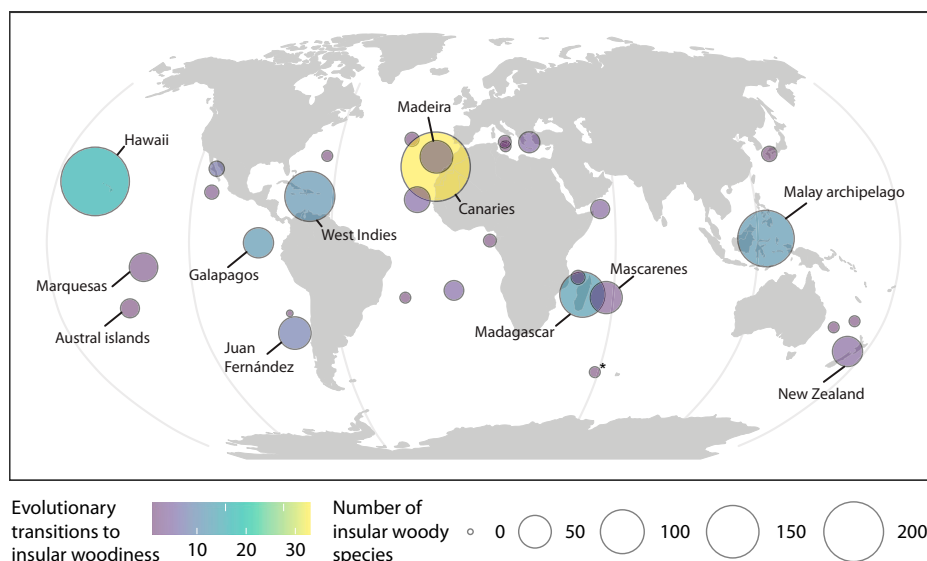 Madeira
Hawaii
Malay archipelago
Canaries
West Indies
Galapagos
Mascarenes
Marquesas
Madagascar
Austral islands
Juan
Fernández
*
New Zealand
Evolutionary
transitions to
insular woodiness
10 20 30
Number of
insular woody
species
0 50 100 150 200